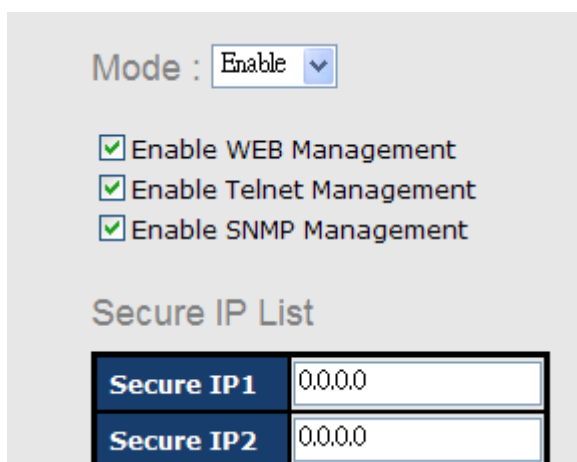 Mode : Enable
Enable WEB Management
Enable Telnet Management
Enable SNMP Management
Secure IP List
Secure IP1 0.0.0.0
Secure IP2 0.0.0.0